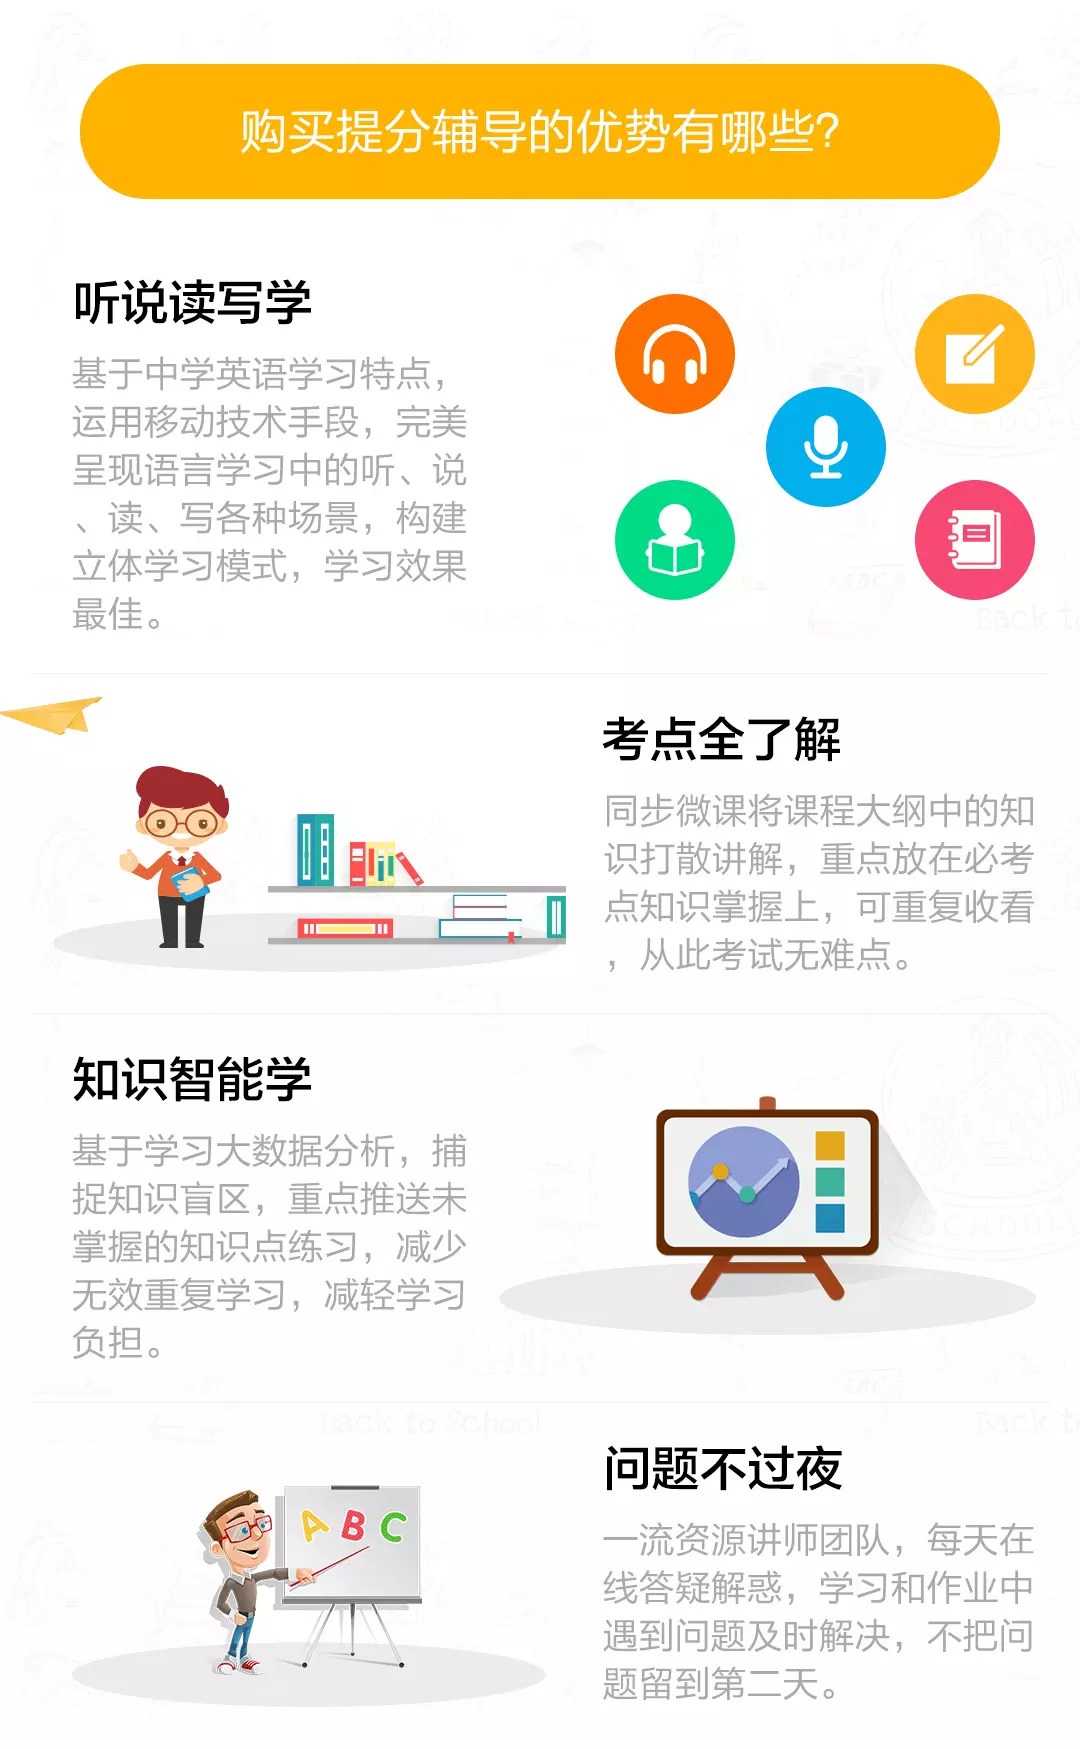 购买提分辅导的优势有哪些?
听说读写学
基于中学英语学习特点，
运用移动技术手段，完美
呈现语言学习中的听、说
、读、写各种场景，构建
立体学习模式，学习效果
最佳。
考点全了解
同步微课将课程大纲中的知
识打散讲解，重点放在必考
点知识掌握上，可重复收看
，从此考试无难点。
知识智能学
基于学习大数据分析，捕
捉知识盲区，重点推送未
掌握的知识点练习，减少
无效重复学习，减轻学习
负担。
问题不过夜
A B C
一流资源讲师团队，每天在
线答疑解惑，学习和作业中
遇到问题及时解决，不把问
题留到第二天。
Back to
SCHOOL
Back to School!
Back to